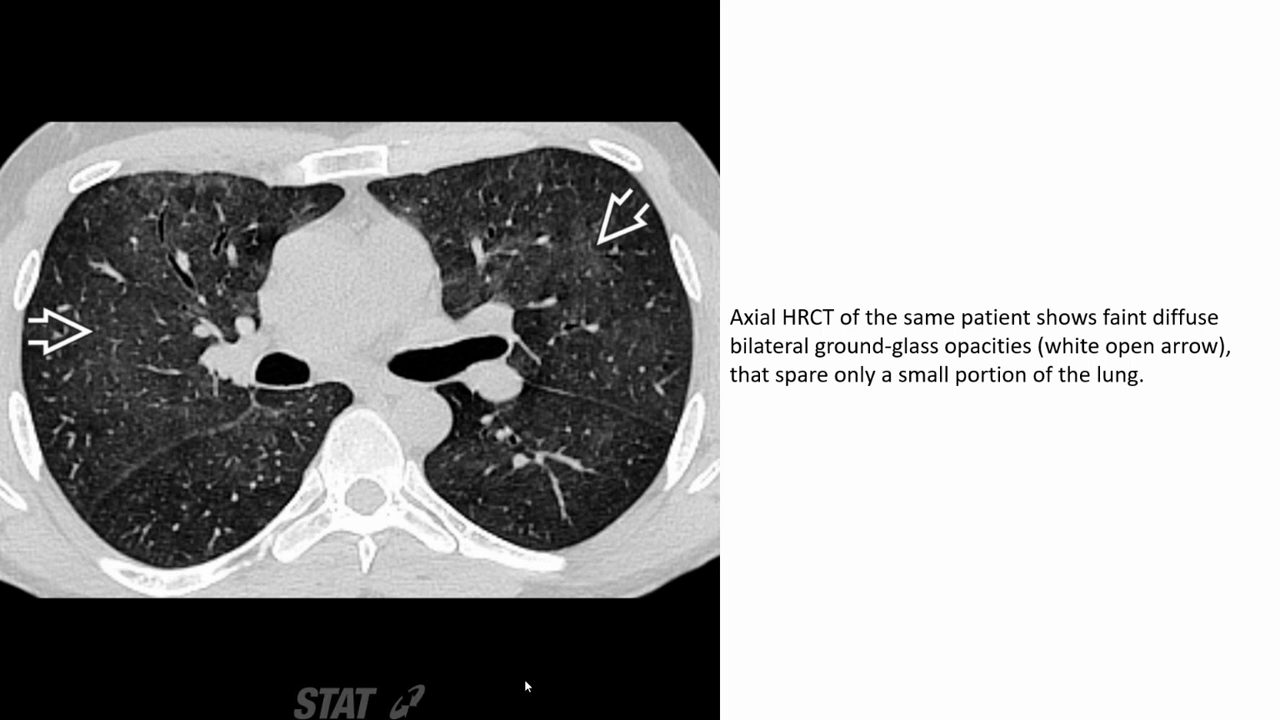 Axial HRCT of the same patient shows faint diffuse
bilateral ground-glass opacities (white open arrow),
that spare only a small portion of the lung.
STAT